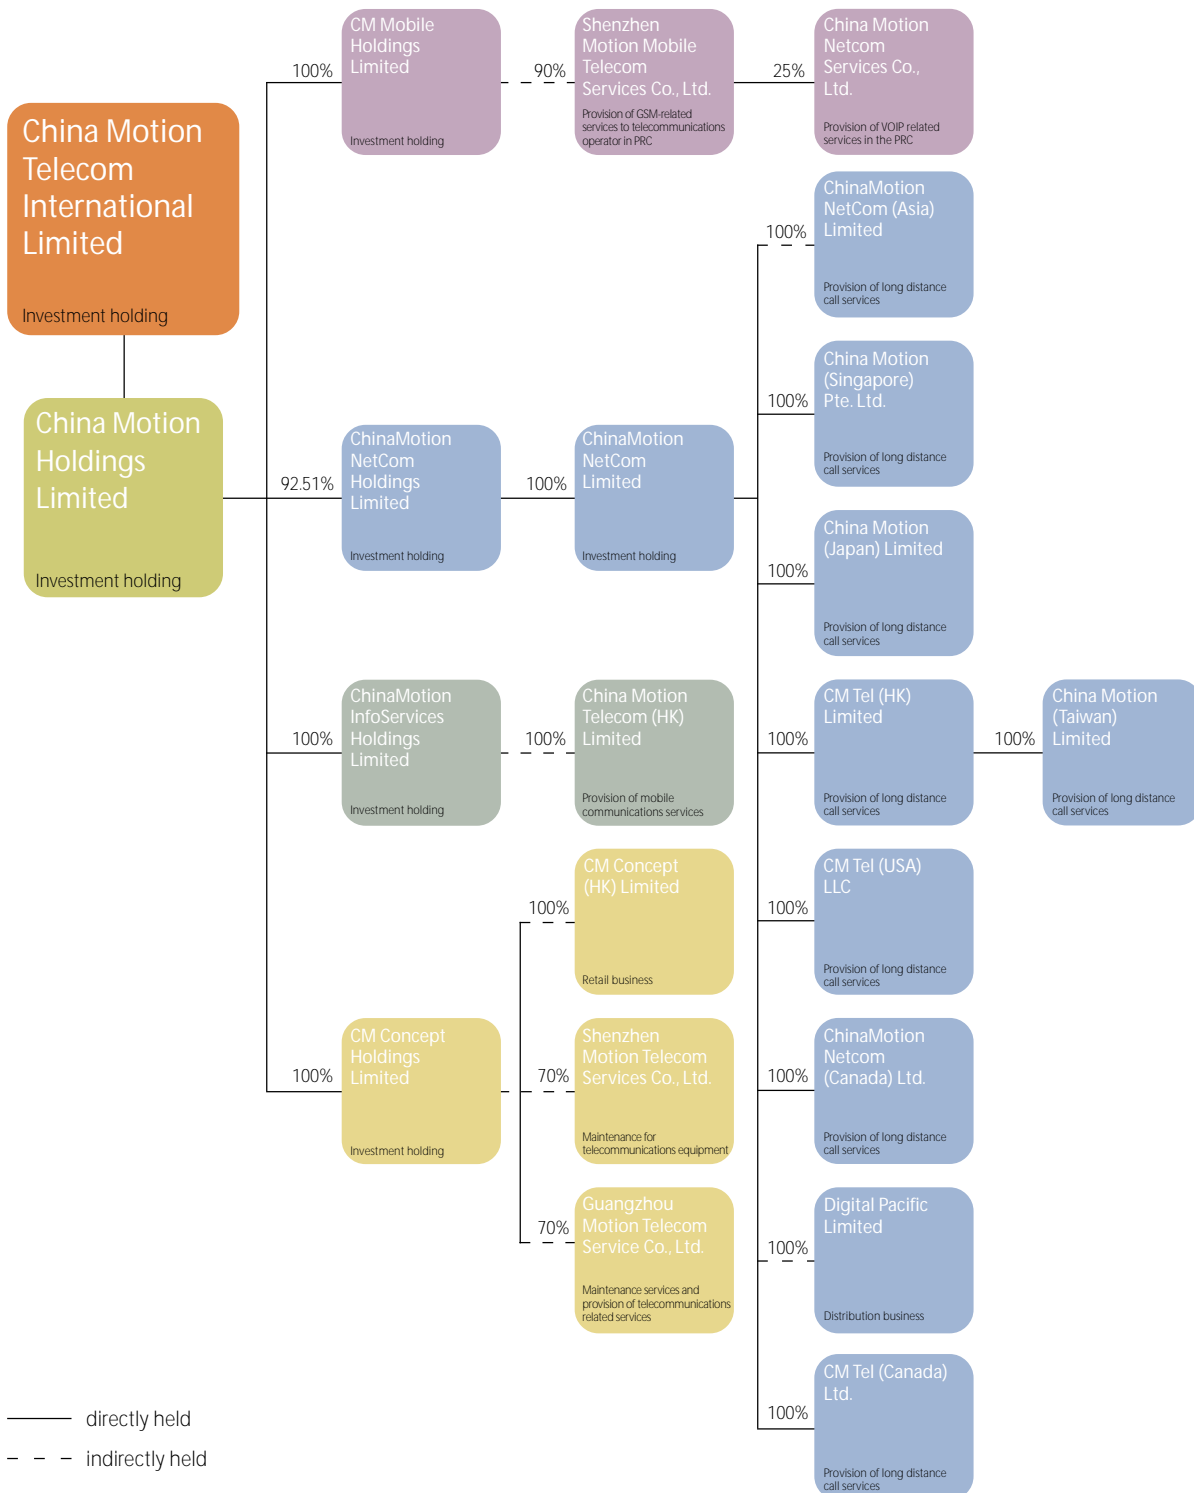 China Motion
Telecom
International
Limited
Investment holding
China Motion
Holdings
Limited
Investment holding
100%
CM Mobile
Holdings
Limited
Investment holding
90%
Shenzhen
Motion Mobile
Telecom
Services Co., Ltd.
Provision of GSM-related
services to telecommunications
operator in PRC
25%
China Motion
Netcom
Services Co.,
Ltd.
Provision of VOIP related
services in the PRC
92.51%
ChinaMotion
NetCom
Holdings
Limited
Investment holding
100%
ChinaMotion
NetCom
Limited
Investment holding
100%
ChinaMotion
NetCom (Asia)
Limited
Provision of long distance
call services
100%
China Motion
(Singapore)
Pte. Ltd.
Provision of long distance
call services
100%
China Motion
(Japan) Limited
Provision of long distance
call services
100%
CM Tel (HK)
Limited
Provision of long distance
call services
100%
China Motion
(Taiwan)
Limited
Provision of long distance
call services
100%
CM Tel (USA)
LLC
Provision of long distance
call services
100%
ChinaMotion
Netcom
(Canada) Ltd.
Provision of long distance
call services
100%
Digital Pacific
Limited
Distribution business
100%
CM Tel (Canada)
Ltd.
Provision of long distance
call services
100%
ChinaMotion
InfoServices
Holdings
Limited
Investment holding
100%
China Motion
Telecom (HK)
Limited
Provision of mobile
communications services
100%
CM Concept
Holdings
Limited
Investment holding
100%
CM Concept
(HK) Limited
Retail business
70%
Shenzhen
Motion Telecom
Services Co., Ltd.
Maintenance for
telecommunications equipment
70%
Guangzhou
Motion Telecom
Service Co., Ltd.
Maintenance services and
provision of telecommunications
related services
directly held
indirectly held